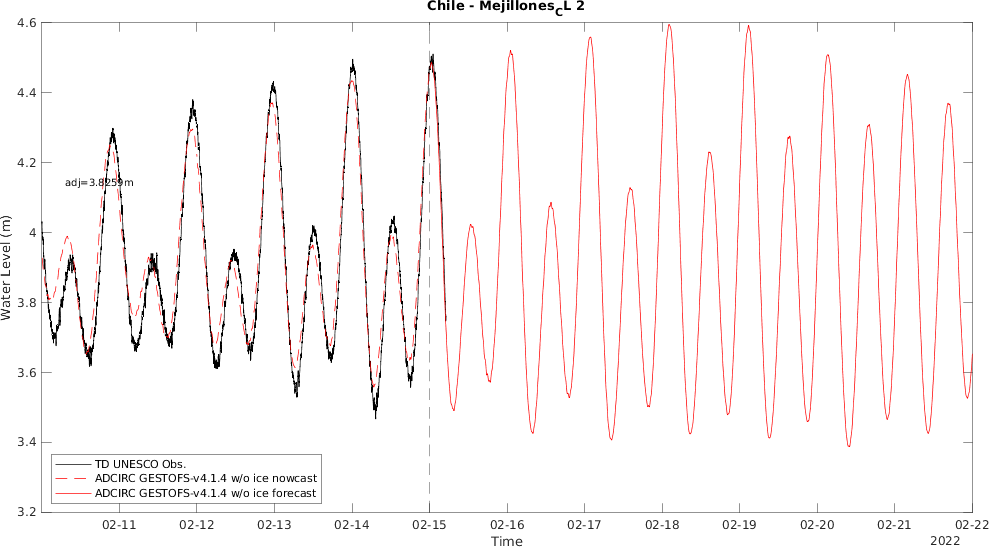 Chile - Mejillones_CL 2
4.6
4.4
4.2
4
3.8
3.6
3.4
3.2
Water Level (m)
adj=3.8259m
TD UNESCO Obs.
ADCIRC GESTOFS-v4.1.4 w/o ice nowcast
ADCIRC GESTOFS-v4.1.4 w/o ice forecast
02-11 02-12 02-13 02-14 02-15 02-16 02-17 02-18 02-19 02-20 02-21 02-22
Time
2022